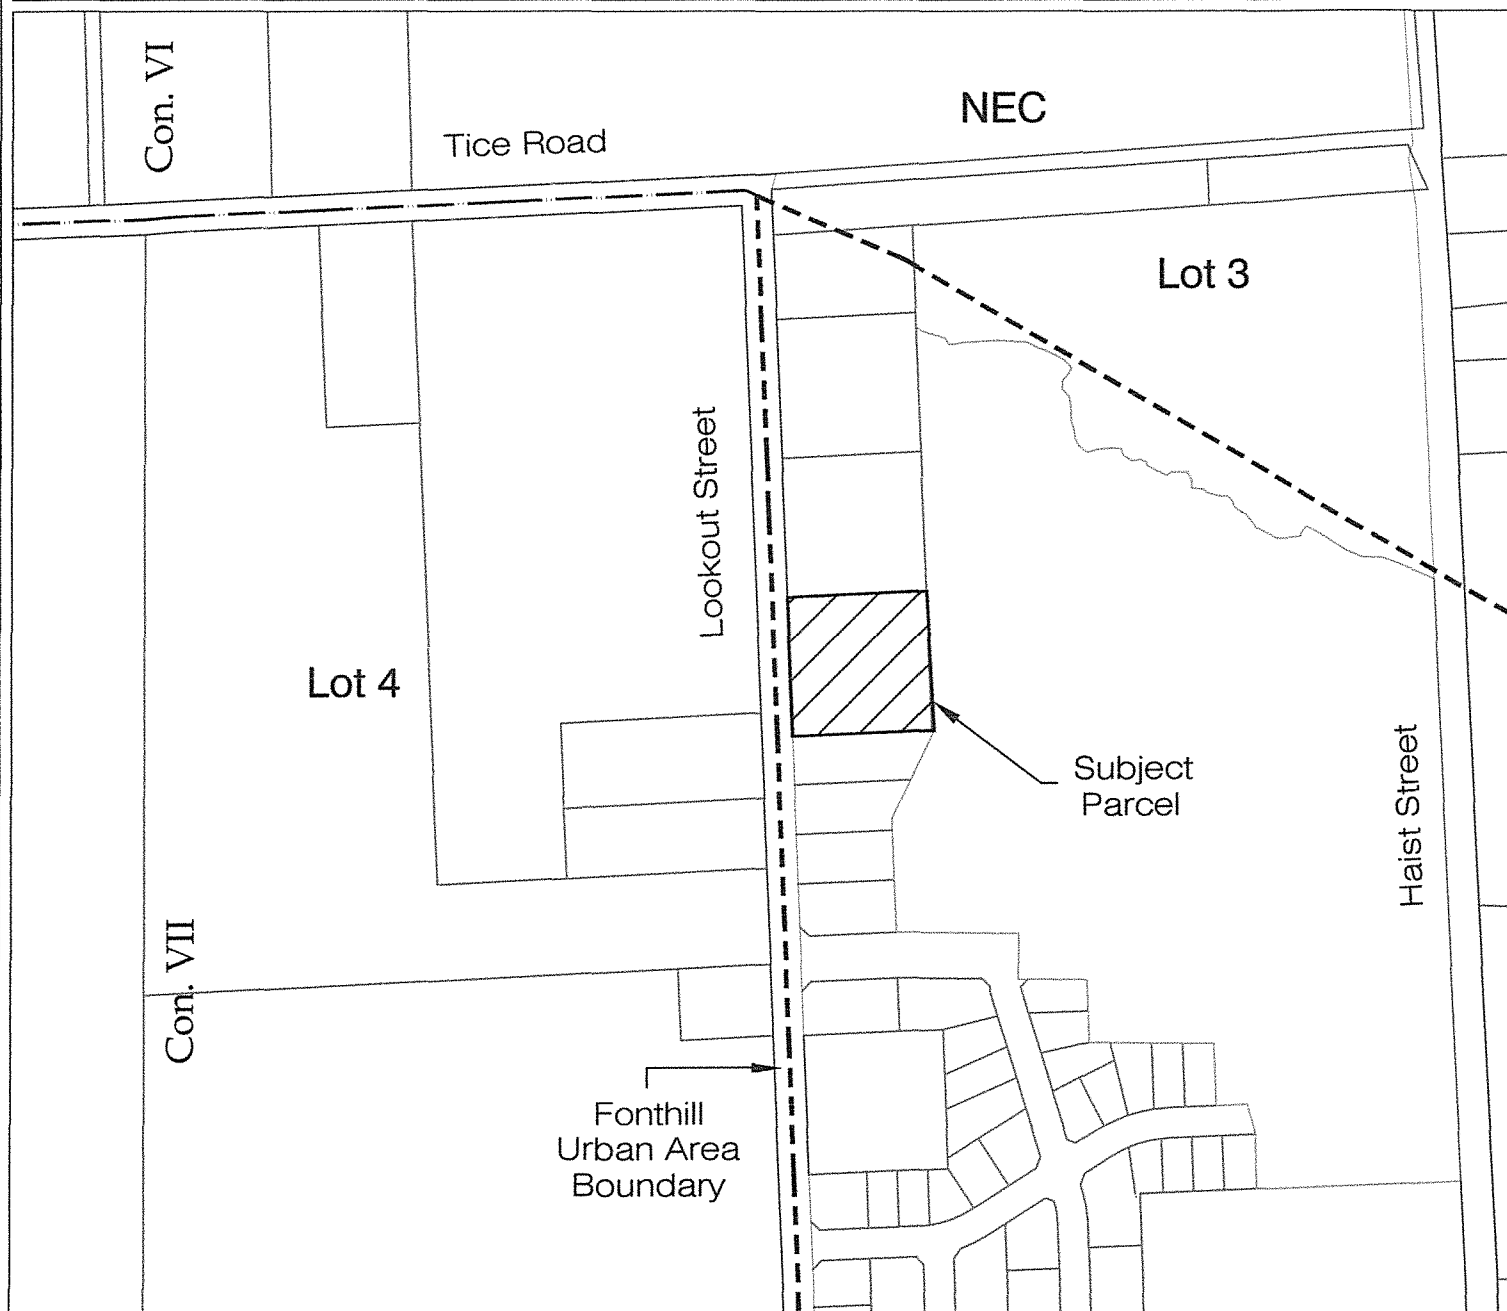 Con. VI
NEC
Tice Road
Lot 3
Lookout Street
Lot 4
Subject
Parcel
Haist Street
Con. VII
Fonthill
Urban Area
Boundary